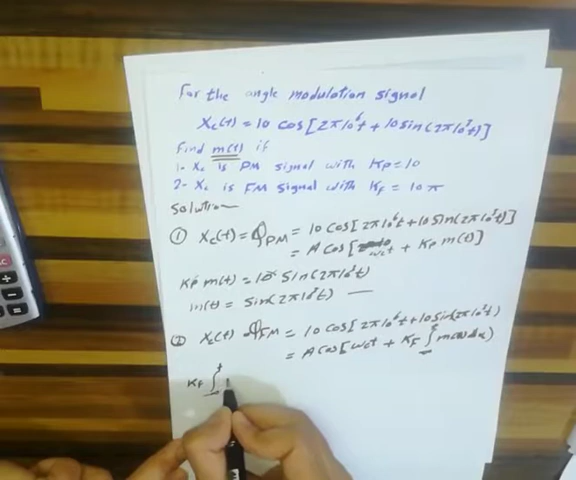 For the angle modulation signal
Xc(t) = 10 cos[2π10⁶t + 10 sin(2π10³t)]
Find m(t) if
1- Xc is PM signal with Kp = 10
2- Xc is FM signal with KF = 10π
Solution
① Xc(t) = φPM = 10 cos[2π10⁶t + 10 sin(2π10³t)]
= A cos[ωct + Kp m(t)]
Kp m(t) = 10 sin(2π10³t)
m(t) = sin(2π10³t)
② Xc(t) = φFM = 10 cos[2π10⁶t + 10 sin(2π10³t)
= A cos[ωct + KF ∫ᵗ m(α)dα)
KF ∫ᵗ